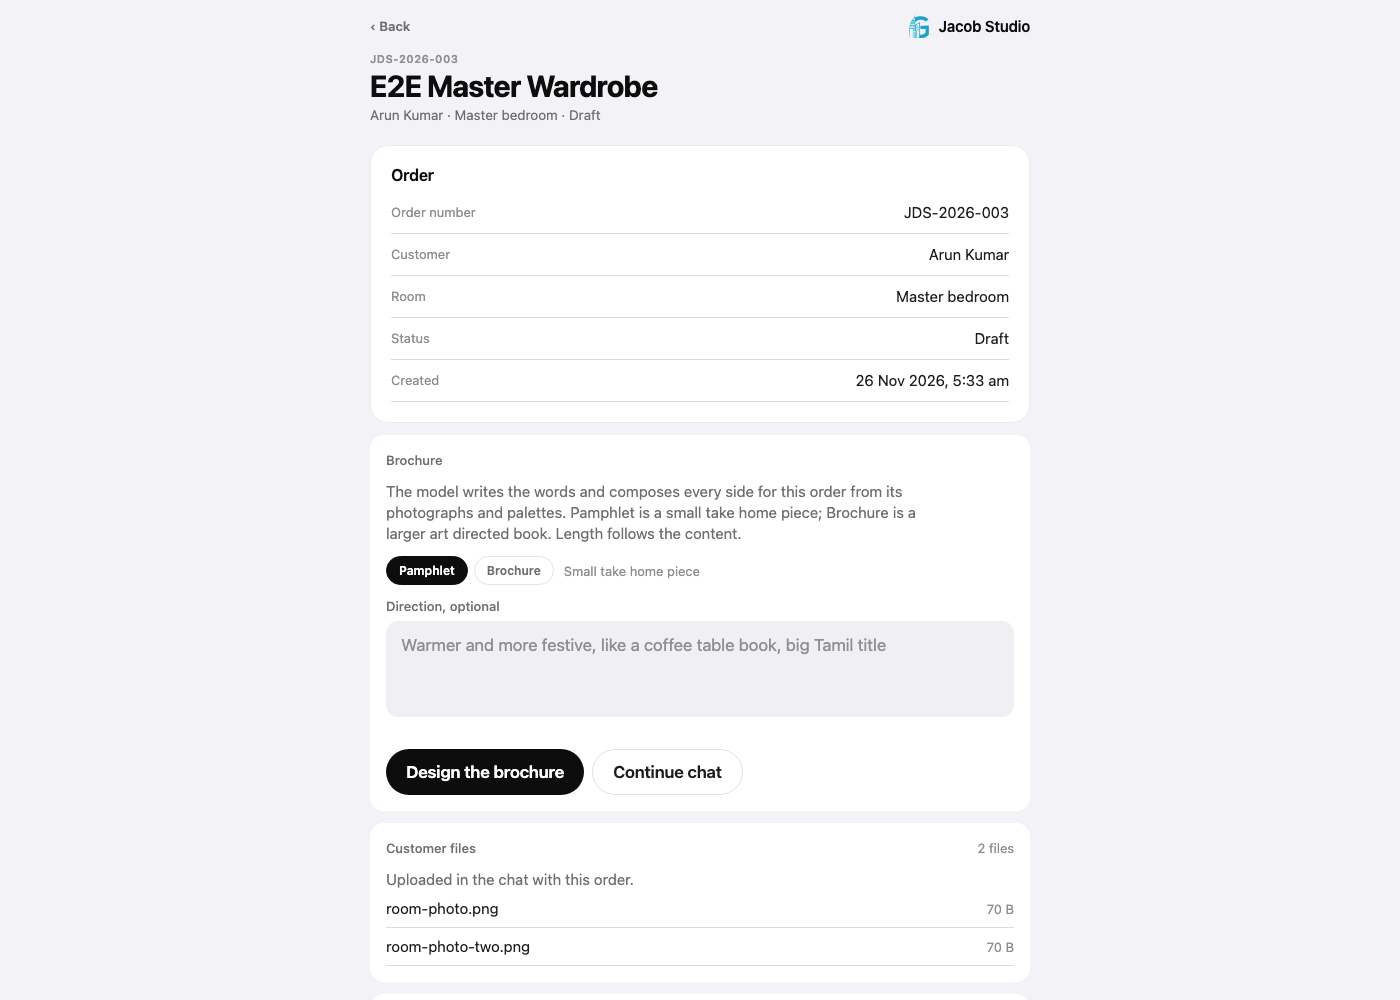 ‹ Back
Jacob Studio
JDS-2026-003
E2E Master Wardrobe
Arun Kumar · Master bedroom · Draft
Order
Order number JDS-2026-003
Customer Arun Kumar
Room Master bedroom
Status Draft
Created 26 Nov 2026, 5:33 am
Brochure
The model writes the words and composes every side for this order from its
photographs and palettes. Pamphlet is a small take home piece; Brochure is a
larger art directed book. Length follows the content.
Pamphlet Brochure Small take home piece
Direction, optional
Warmer and more festive, like a coffee table book, big Tamil title
Design the brochure Continue chat
Customer files 2 files
Uploaded in the chat with this order.
room-photo.png 70 B
room-photo-two.png 70 B